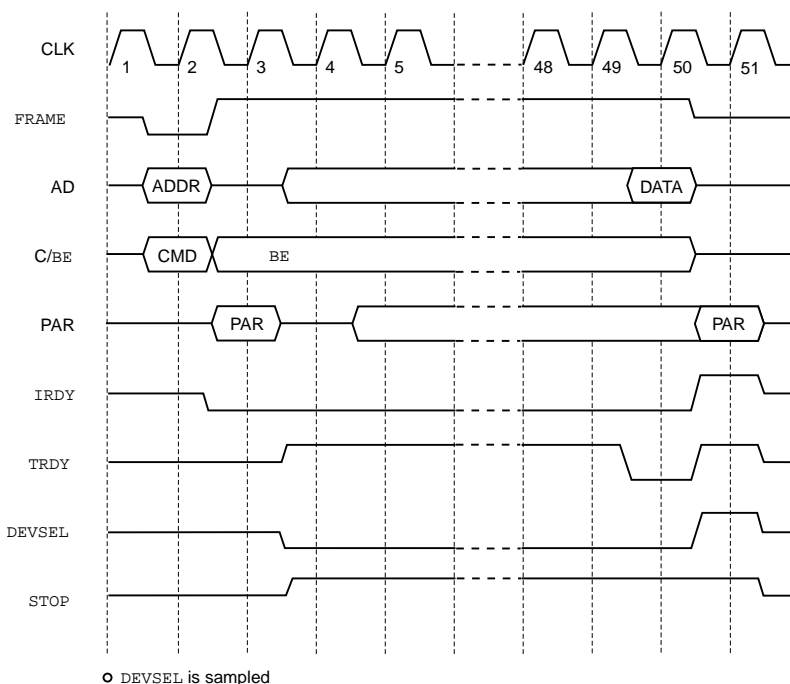 CLK
1 2 3 4 5 48 49 50 51
FRAME
AD ADDR DATA
C/BE CMD BE
PAR PAR PAR
IRDY
TRDY
DEVSEL
STOP
DEVSEL is sampled